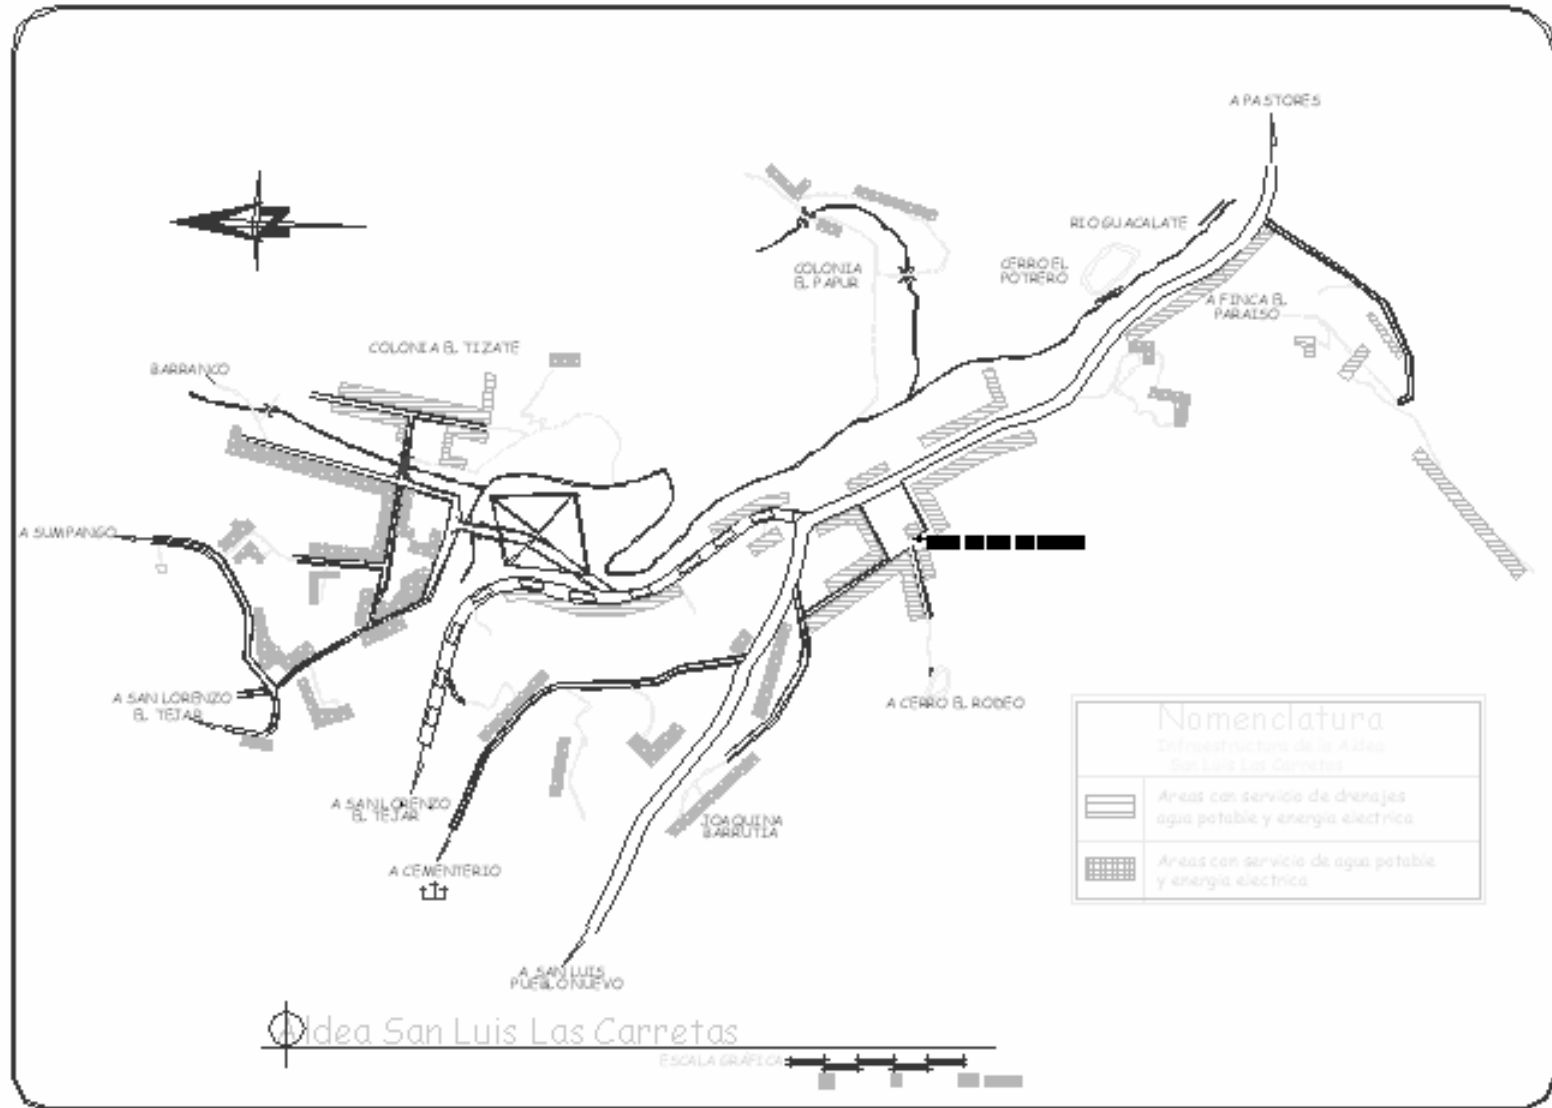 A PASTORES
RIO GUACALATE
COLONIA
EL PAPUR
CERRO EL
POTRERO
A FINCA EL
PARAISO
COLONIA EL TIZATE
BARRANCO
A SUMPANGO
A SAN LORENZO
EL TEJAR
A CERRO EL RODEO
A SAN LORENZO
EL TEJAR
JOAQUINA
BARRUTIA
A CEMENTERIO
A SAN LUIS
PUEBLO NUEVO
Nomenclatura
Infraestructura de la Aldea
San Luis Las Carretas
Areas con servicio de drenajes
agua potable y energia electrica
Areas con servicio de agua potable
y energia electrica
Aldea San Luis Las Carretas
ESCALA GRÁFICA